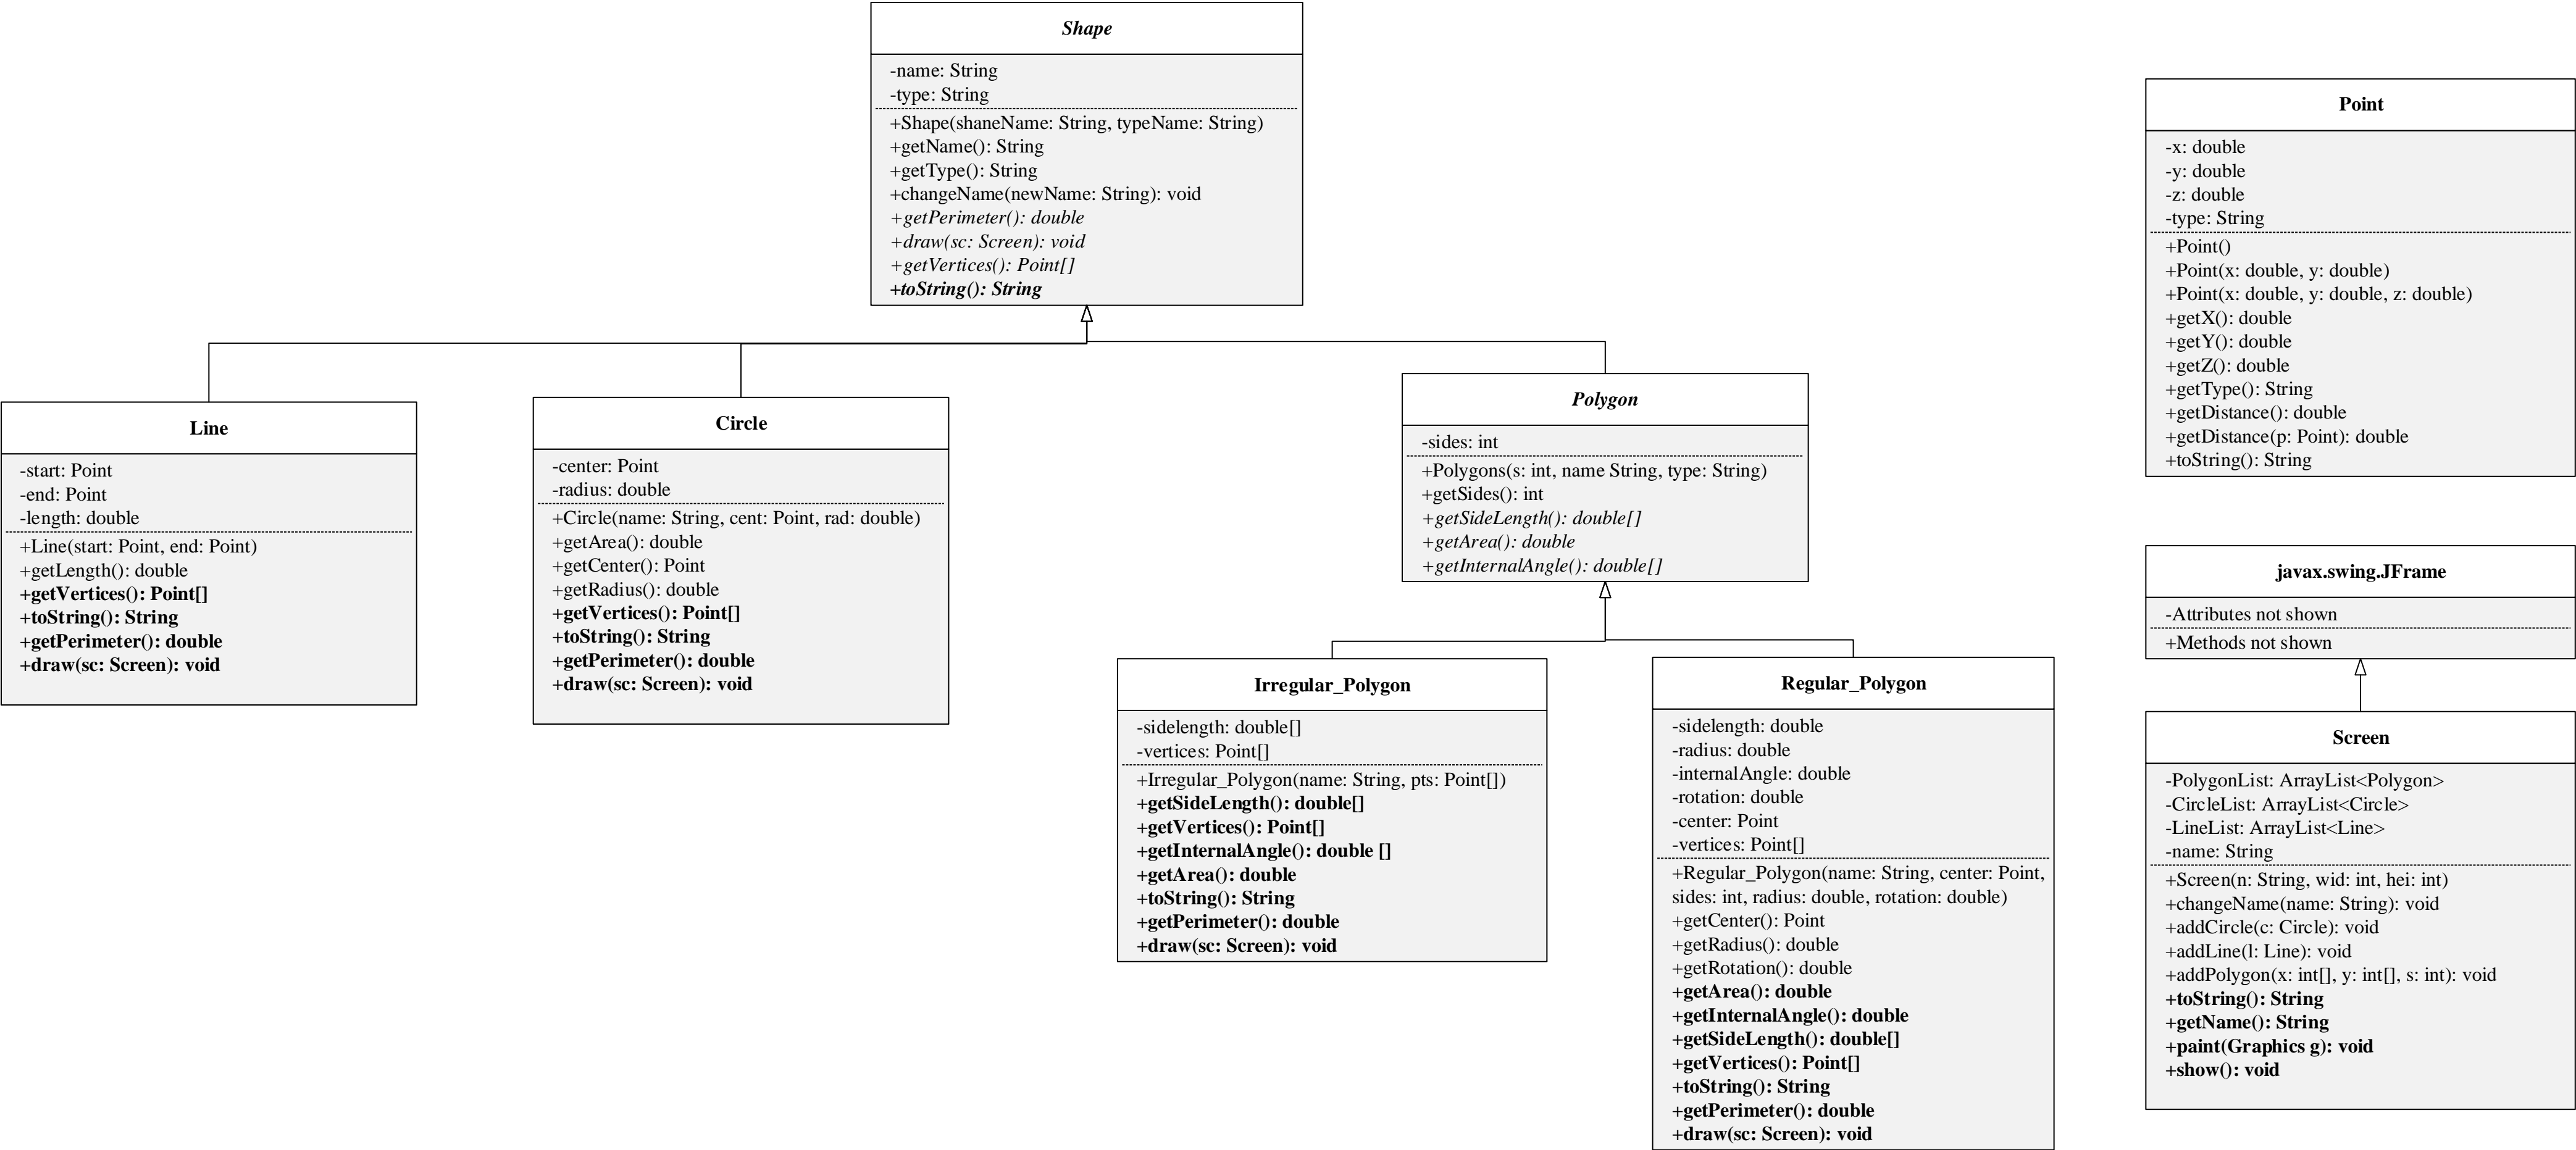 Shape
-name: String
-type: String
+Shape(shaneName: String, typeName: String)
+getName(): String
+getType(): String
+changeName(newName: String): void
+getPerimeter(): double
+draw(sc: Screen): void
+getVertices(): Point[]
+toString(): String
Line
-start: Point
-end: Point
-length: double
+Line(start: Point, end: Point)
+getLength(): double
+getVertices(): Point[]
+toString(): String
+getPerimeter(): double
+draw(sc: Screen): void
Circle
-center: Point
-radius: double
+Circle(name: String, cent: Point, rad: double)
+getArea(): double
+getCenter(): Point
+getRadius(): double
+getVertices(): Point[]
+toString(): String
+getPerimeter(): double
+draw(sc: Screen): void
Polygon
-sides: int
+Polygons(s: int, name String, type: String)
+getSides(): int
+getSideLength(): double[]
+getArea(): double
+getInternalAngle(): double[]
Irregular_Polygon
-sidelength: double[]
-vertices: Point[]
+Irregular_Polygon(name: String, pts: Point[])
+getSideLength(): double[]
+getVertices(): Point[]
+getInternalAngle(): double []
+getArea(): double
+toString(): String
+getPerimeter(): double
+draw(sc: Screen): void
Regular_Polygon
-sidelength: double
-radius: double
-internalAngle: double
-rotation: double
-center: Point
-vertices: Point[]
+Regular_Polygon(name: String, center: Point,
sides: int, radius: double, rotation: double)
+getCenter(): Point
+getRadius(): double
+getRotation(): double
+getArea(): double
+getInternalAngle(): double
+getSideLength(): double[]
+getVertices(): Point[]
+toString(): String
+getPerimeter(): double
+draw(sc: Screen): void
Point
-x: double
-y: double
-z: double
-type: String
+Point()
+Point(x: double, y: double)
+Point(x: double, y: double, z: double)
+getX(): double
+getY(): double
+getZ(): double
+getType(): String
+getDistance(): double
+getDistance(p: Point): double
+toString(): String
javax.swing.JFrame
-Attributes not shown
+Methods not shown
Screen
-PolygonList: ArrayList<Polygon>
-CircleList: ArrayList<Circle>
-LineList: ArrayList<Line>
-name: String
+Screen(n: String, wid: int, hei: int)
+changeName(name: String): void
+addCircle(c: Circle): void
+addLine(l: Line): void
+addPolygon(x: int[], y: int[], s: int): void
+toString(): String
+getName(): String
+paint(Graphics g): void
+show(): void